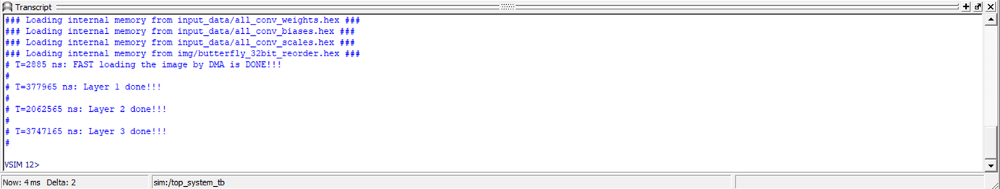 Transcript
### Loading internal memory from input_data/all_conv_weights.hex ###
### Loading internal memory from input_data/all_conv_biases.hex ###
### Loading internal memory from input_data/all_conv_scales.hex ###
### Loading internal memory from img/butterfly_32bit_reorder.hex ###
# T=2885 ns: FAST loading the image by DMA is DONE!!!
#
# T=377965 ns: Layer 1 done!!!
#
# T=2062565 ns: Layer 2 done!!!
#
# T=3747165 ns: Layer 3 done!!!
#
VSIM 12>
Now: 4 ms Delta: 2 sim:/top_system_tb